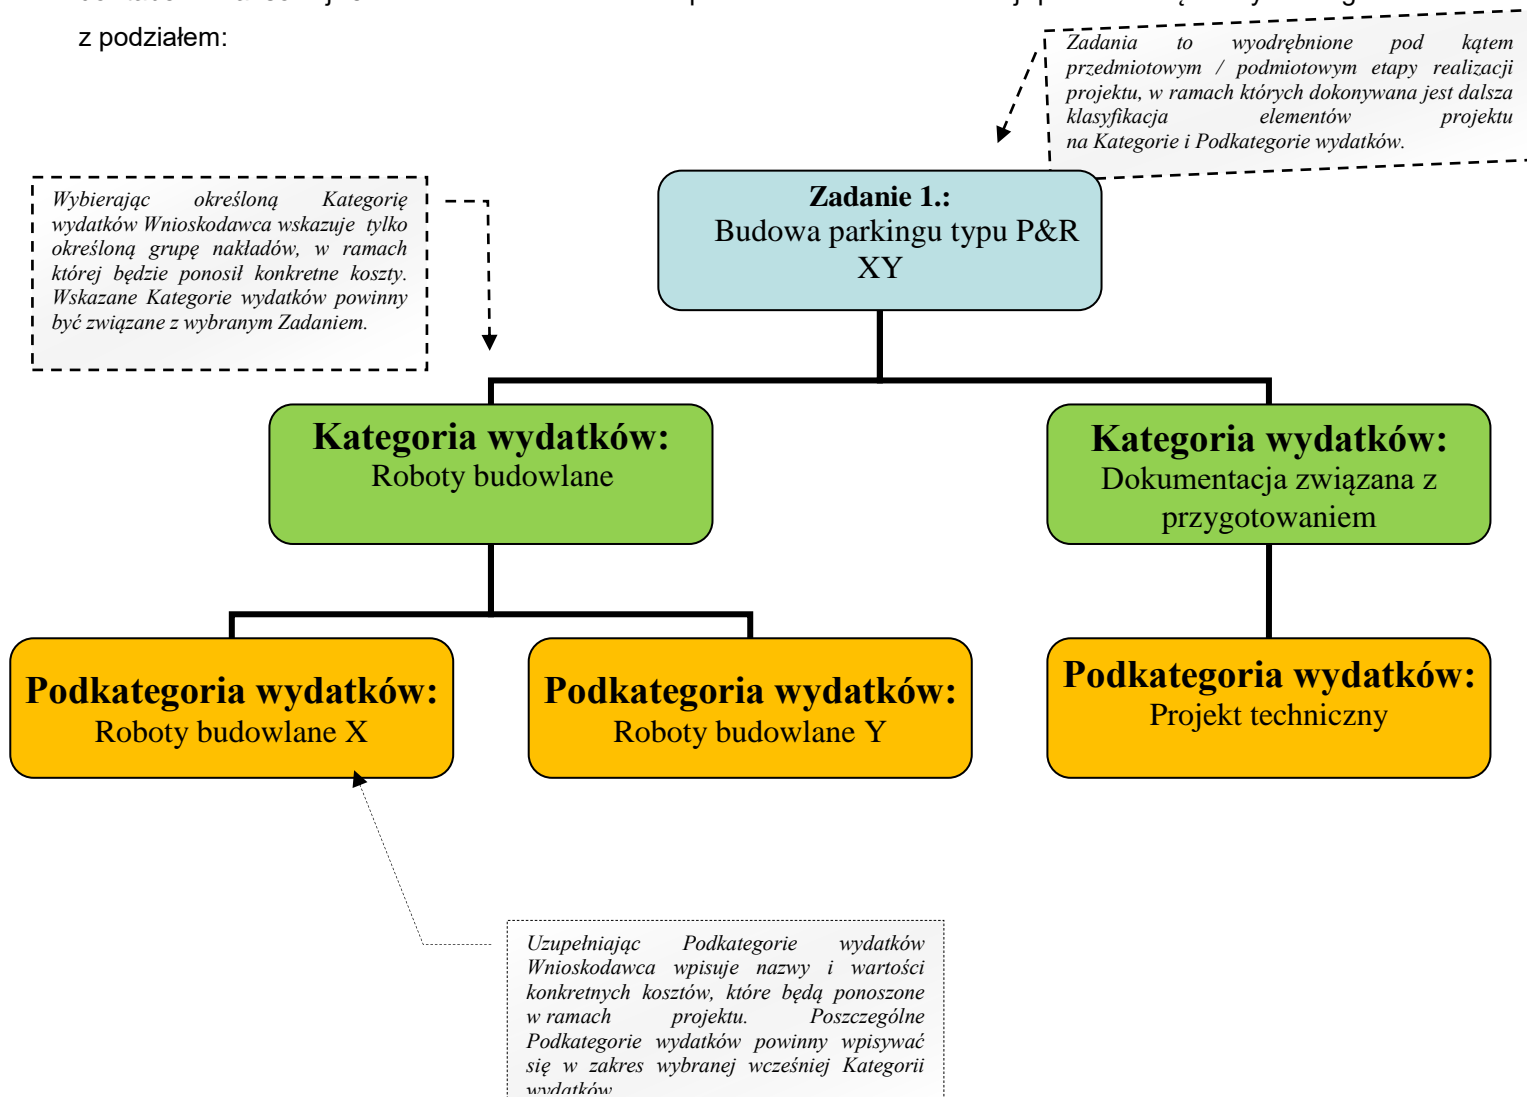 z podziałem:
Zadania to wyodrębnione pod kątem
przedmiotowym / podmiotowym etapy realizacji
projektu, w ramach których dokonywana jest dalsza
klasyfikacja elementów projektu
na Kategorie i Podkategorie wydatków.
Wybierając określoną Kategorię
wydatków Wnioskodawca wskazuje tylko
określoną grupę nakładów, w ramach
której będzie ponosił konkretne koszty.
Wskazane Kategorie wydatków powinny
być związane z wybranym Zadaniem.
Zadanie 1.:
Budowa parkingu typu P&R
XY
Kategoria wydatków:
Roboty budowlane
Kategoria wydatków:
Dokumentacja związana z
przygotowaniem
Podkategoria wydatków:
Roboty budowlane X
Podkategoria wydatków:
Roboty budowlane Y
Podkategoria wydatków:
Projekt techniczny
Uzupełniając Podkategorie wydatków
Wnioskodawca wpisuje nazwy i wartości
konkretnych kosztów, które będą ponoszone
w ramach projektu. Poszczególne
Podkategorie wydatków powinny wpisywać
się w zakres wybranej wcześniej Kategorii
wydatków